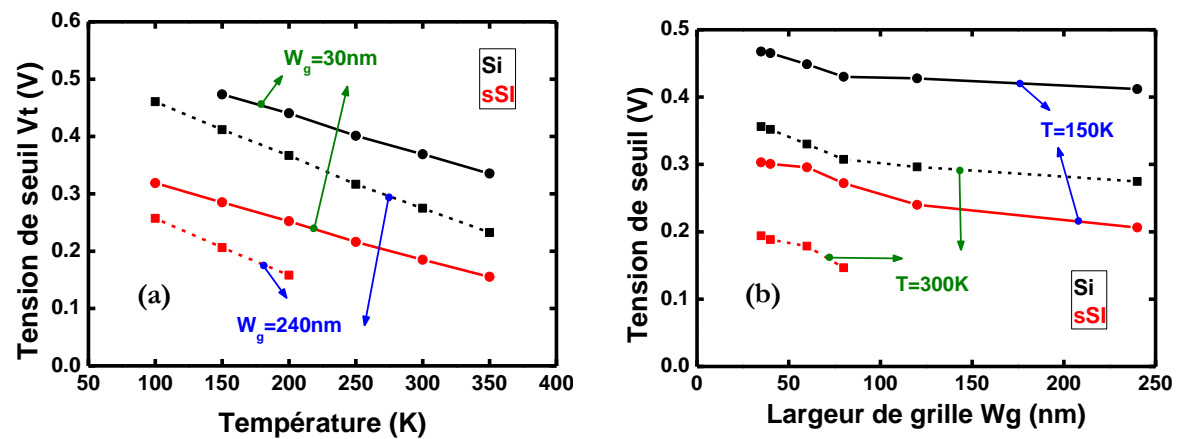 0.6
0.5
0.4
0.3
0.2
0.1
0.0
Tension de seuil Vt (V)
W_g=30nm
Si
sSI
(a)
W_g=240nm
50 100 150 200 250 300 350 400
Température (K)
0.5
0.4
0.3
0.2
0.1
0.0
Tension de seuil (V)
T=150K
T=300K
(b)
Si
sSI
0 50 100 150 200 250
Largeur de grille Wg (nm)